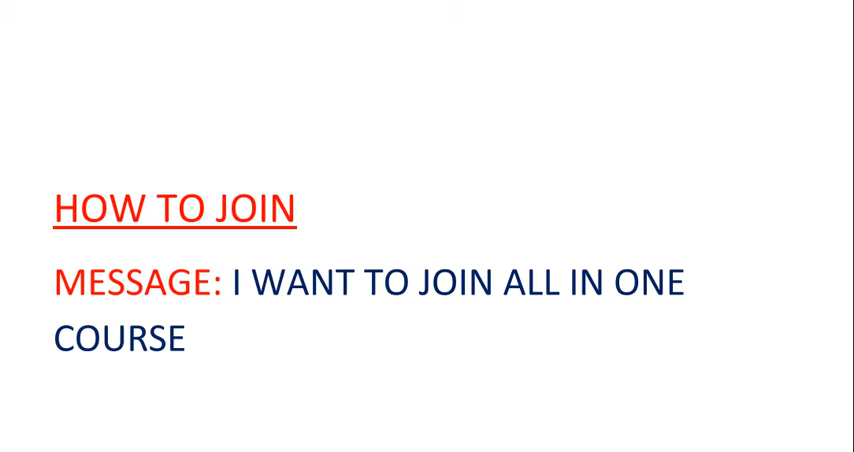 HOW TO JOIN
MESSAGE: I WANT TO JOIN ALL IN ONE
COURSE